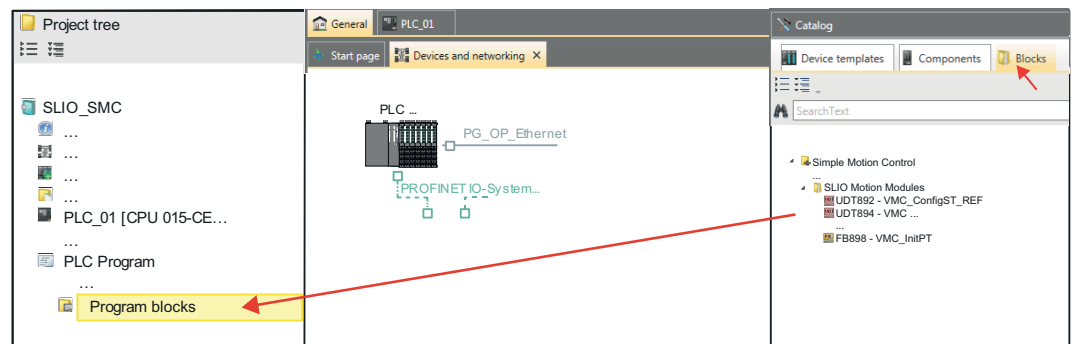 Project tree
SLIO_SMC
...
...
...
...
PLC_01 [CPU 015-CE...
...
PLC Program
...
Program blocks
General
PLC_01
Start page
Devices and networking ×
PLC ...
PG_OP_Ethernet
PROFINET IO-System...
Catalog
Device templates
Components
Blocks
SearchText
Simple Motion Control
...
SLIO Motion Modules
UDT892 - VMC_ConfigST_REF
UDT894 - VMC ...
...
FB898 - VMC_InitPT